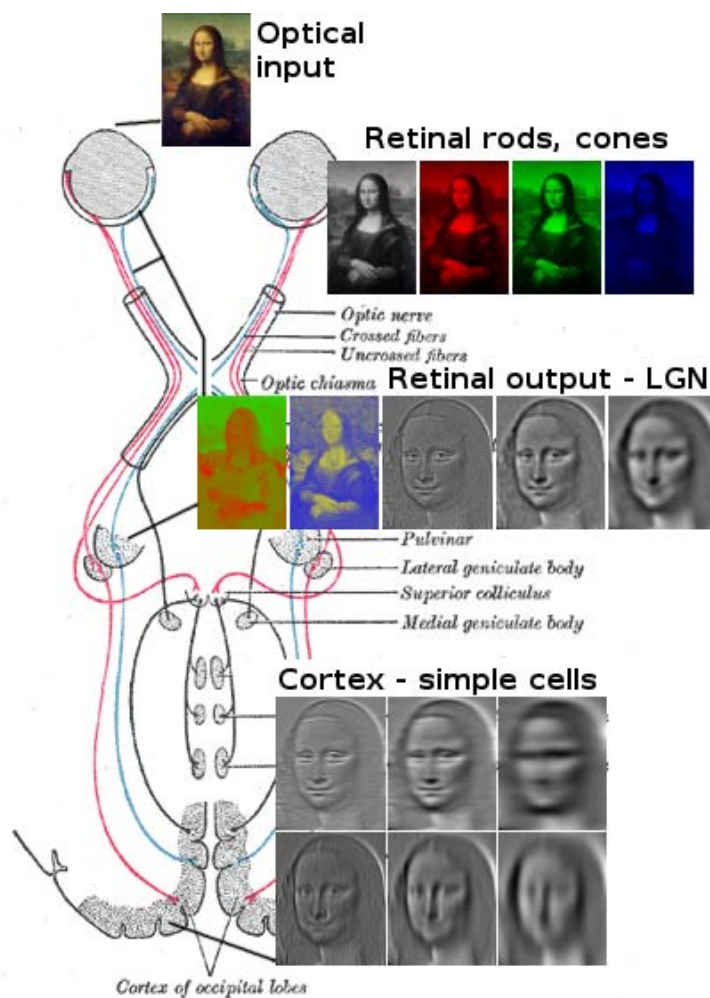 Optical
input
Retinal rods, cones
Optic nerve
Crossed fibers
Uncrossed fibers
Optic chiasma
Retinal output - LGN
Pulvinar
Lateral geniculate body
Superior colliculus
Medial geniculate body
Cortex - simple cells
Cortex of occipital lobes